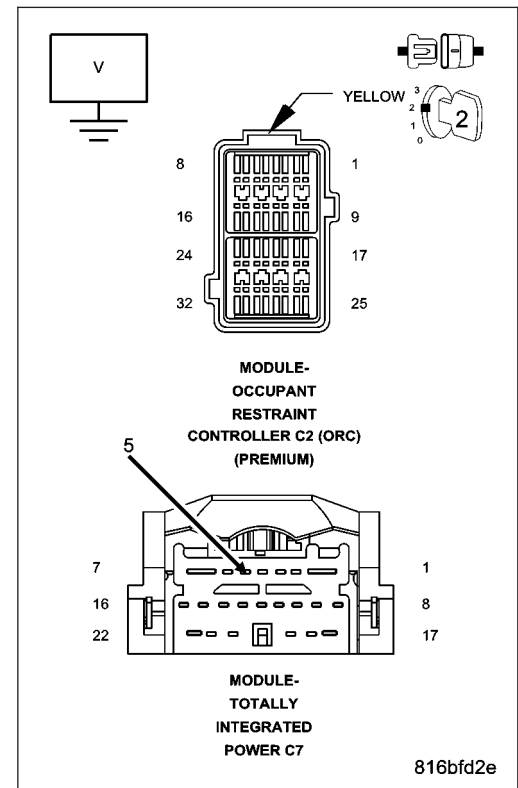 V
YELLOW
3
2
1
0
2
8 1
16 9
24 17
32 25
MODULE-
OCCUPANT
RESTRAINT
CONTROLLER C2 (ORC)
(PREMIUM)
5
7 1
16 8
22 17
MODULE-
TOTALLY
INTEGRATED
POWER C7
816bfd2e